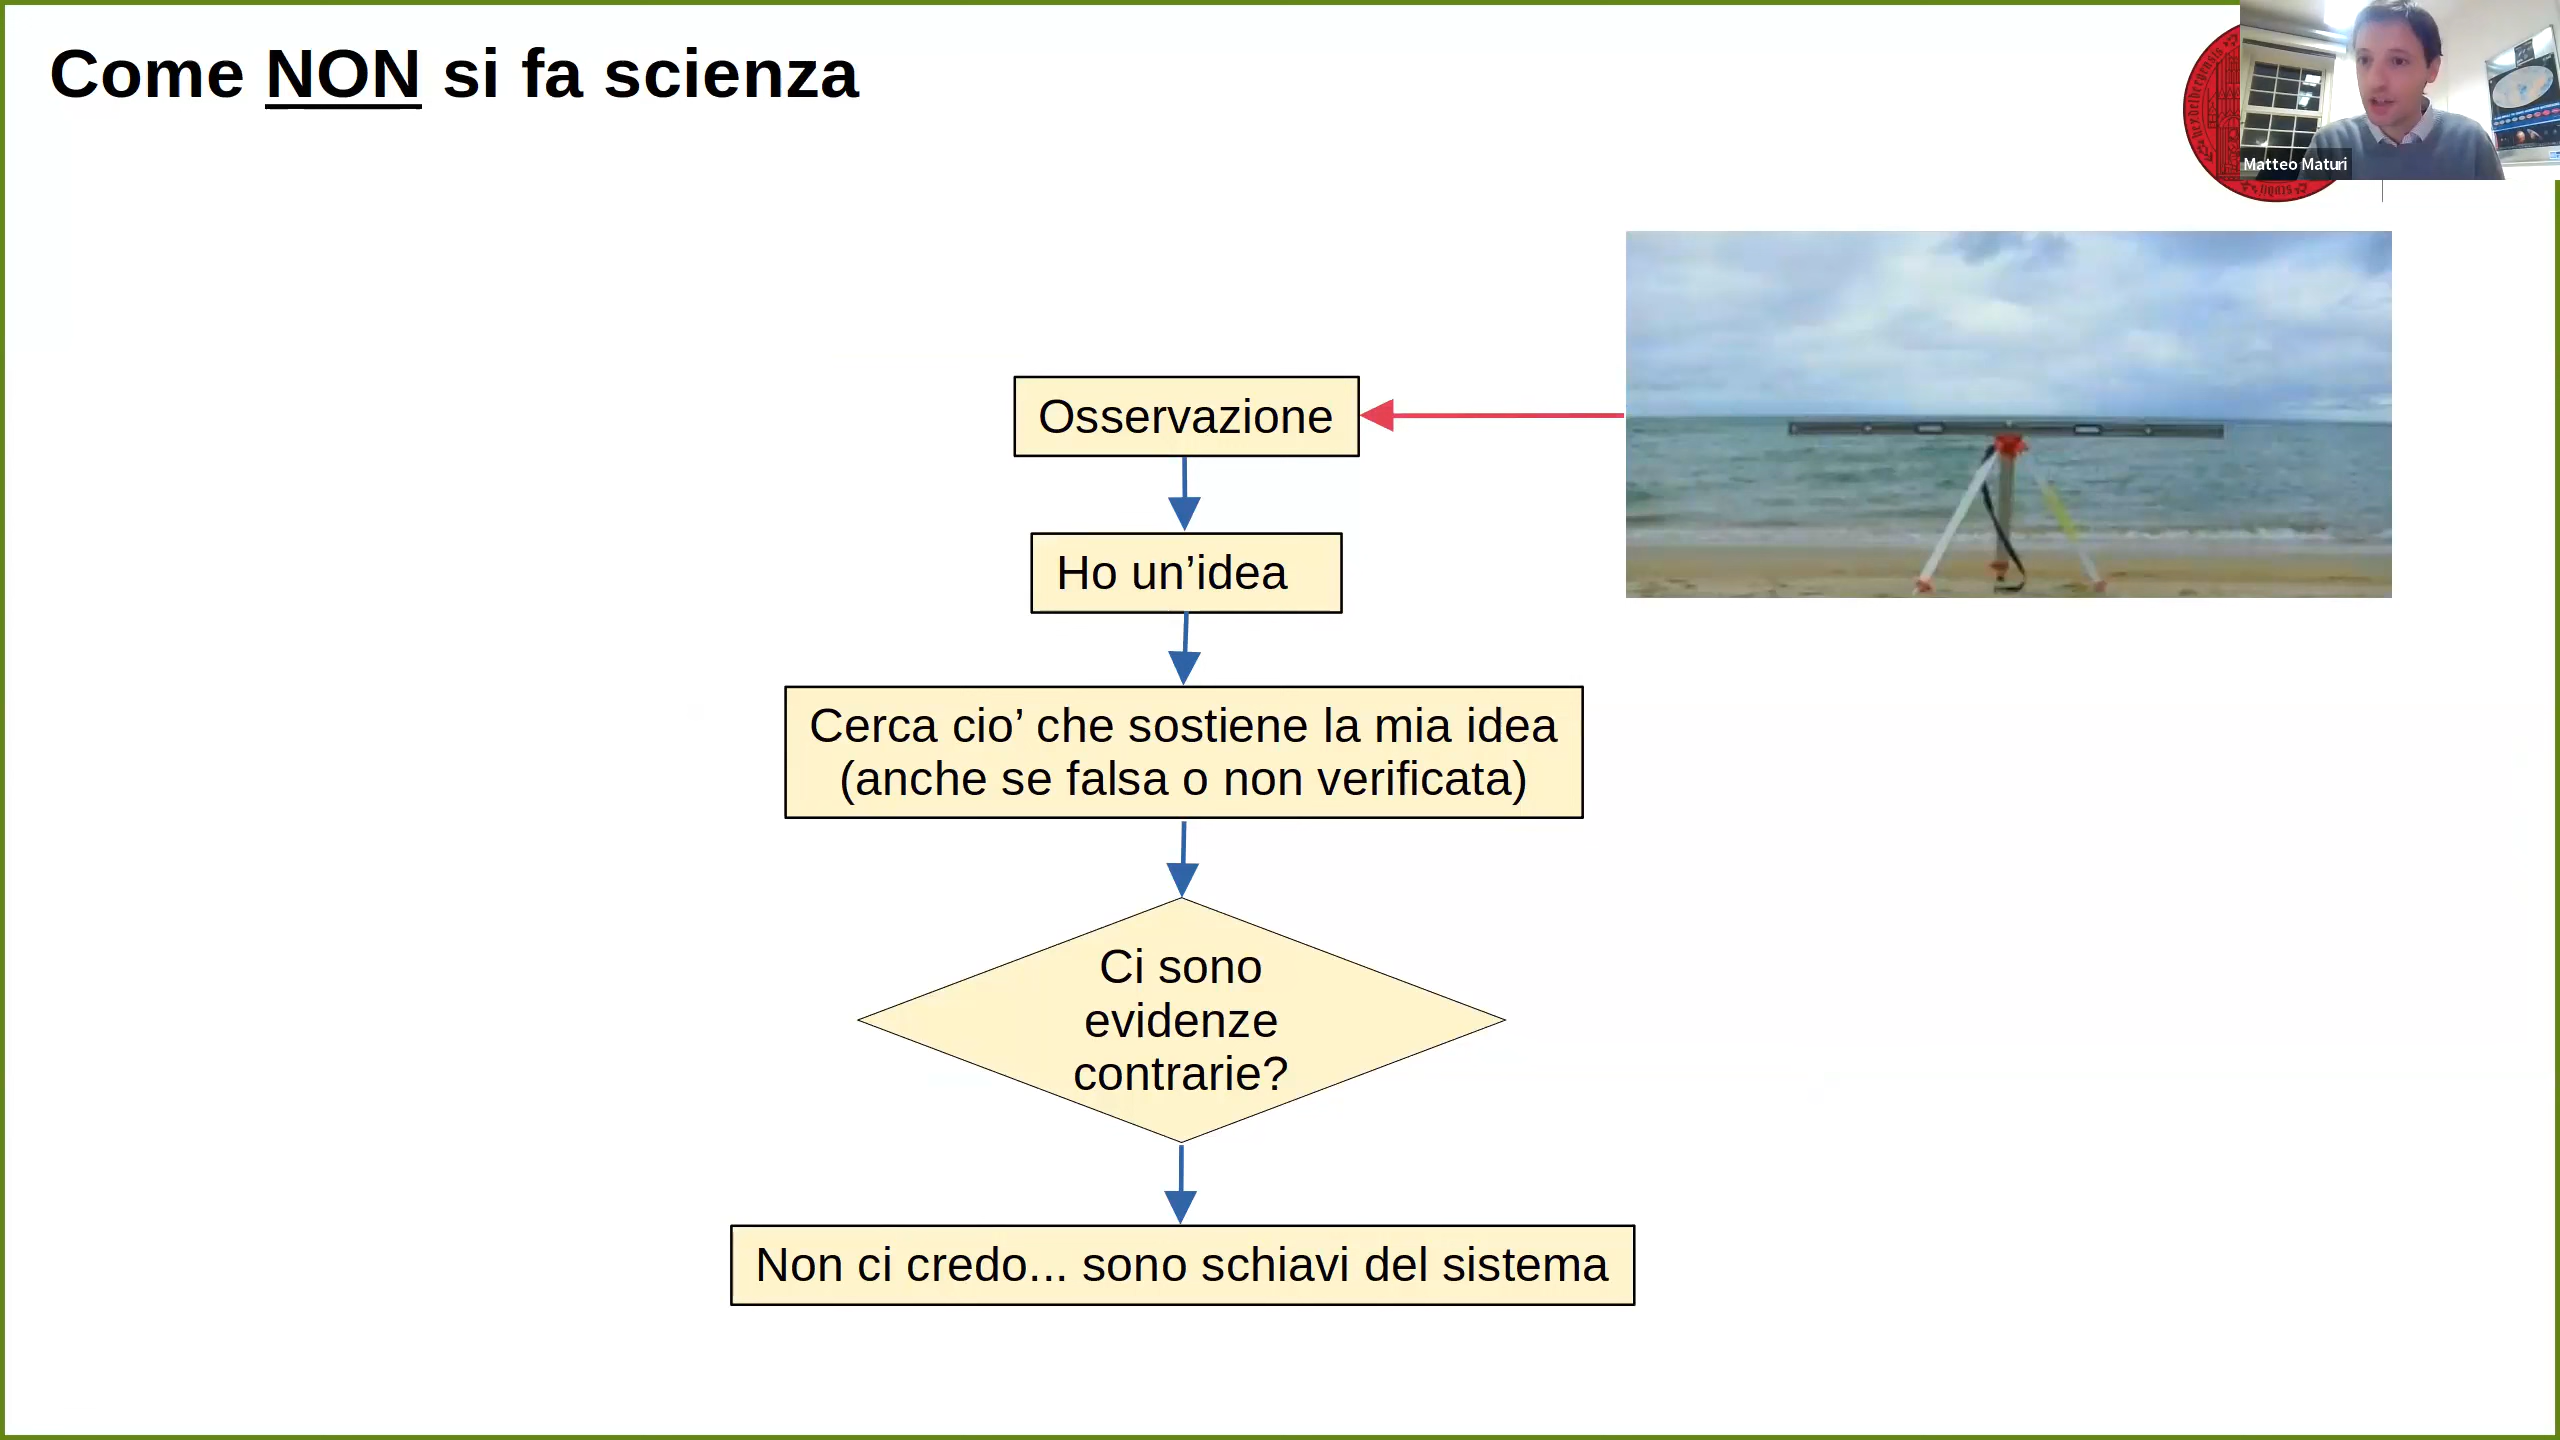 Come NON si fa scienza
Matteo Maturi
Osservazione
Ho un’idea
Cerca cio’ che sostiene la mia idea
(anche se falsa o non verificata)
Ci sono
evidenze
contrarie?
Non ci credo... sono schiavi del sistema